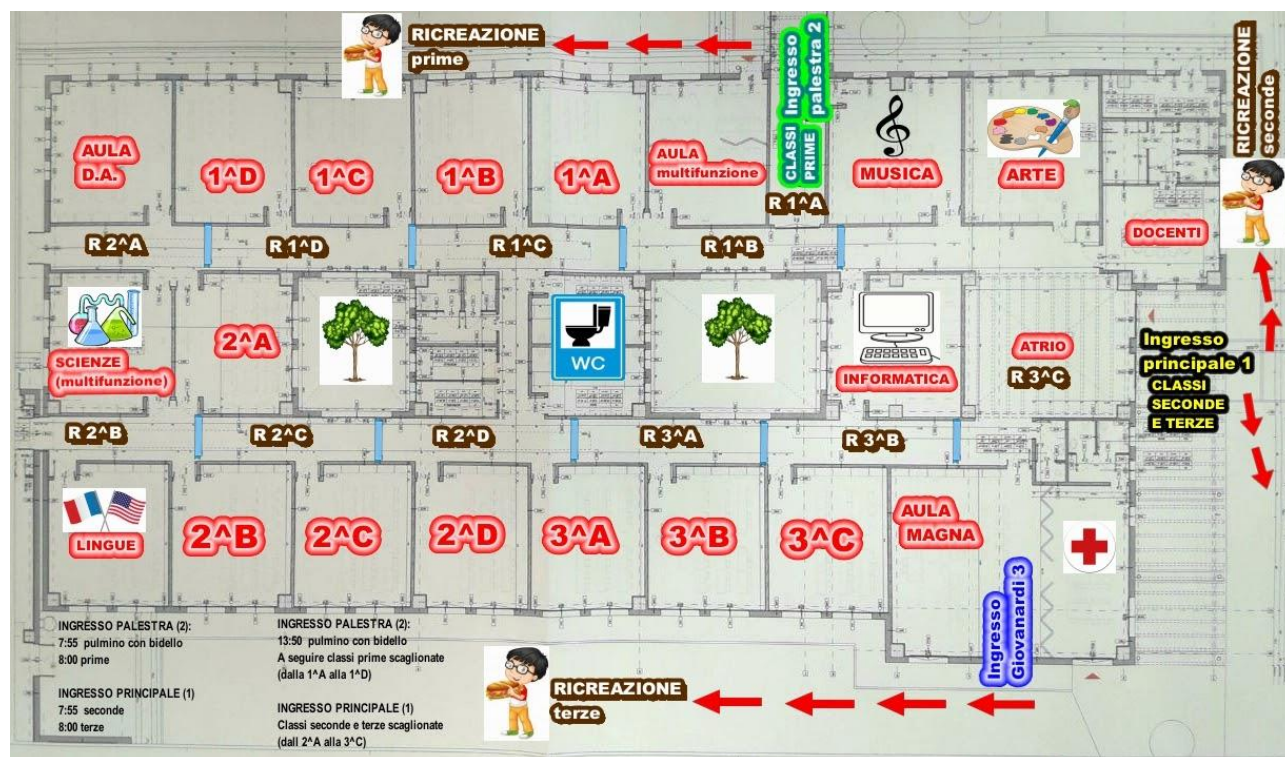 RICREAZIONE
prime
Ingresso
palestra 2
CLASSI
PRIME
RICREAZIONE
seconde
AULA
D.A.
1^D
1^C
1^B
1^A
AULA
multifunzione
MUSICA
ARTE
R 1^A
DOCENTI
R 2^A
R 1^D
R 1^C
R 1^B
SCIENZE
(multifunzione)
2^A
WC
INFORMATICA
ATRIO
R 3^C
Ingresso
principale 1
CLASSI
SECONDE
E TERZE
R 2^B
R 2^C
R 2^D
R 3^A
R 3^B
LINGUE
2^B
2^C
2^D
3^A
3^B
3^C
AULA
MAGNA
Ingresso
Giovanardi 3
INGRESSO PALESTRA (2):
7:55 pulmino con bidello
8:00 prime
INGRESSO PRINCIPALE (1)
7:55 seconde
8:00 terze
INGRESSO PALESTRA (2):
13:50 pulmino con bidello
A seguire classi prime scaglionate
(dalla 1^A alla 1^D)
INGRESSO PRINCIPALE (1)
Classi seconde e terze scaglionate
(dall 2^A alla 3^C)
RICREAZIONE
terze